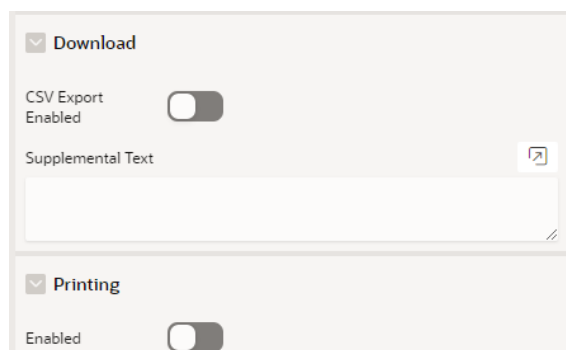 Download
CSV Export
Enabled
Supplemental Text
Printing
Enabled